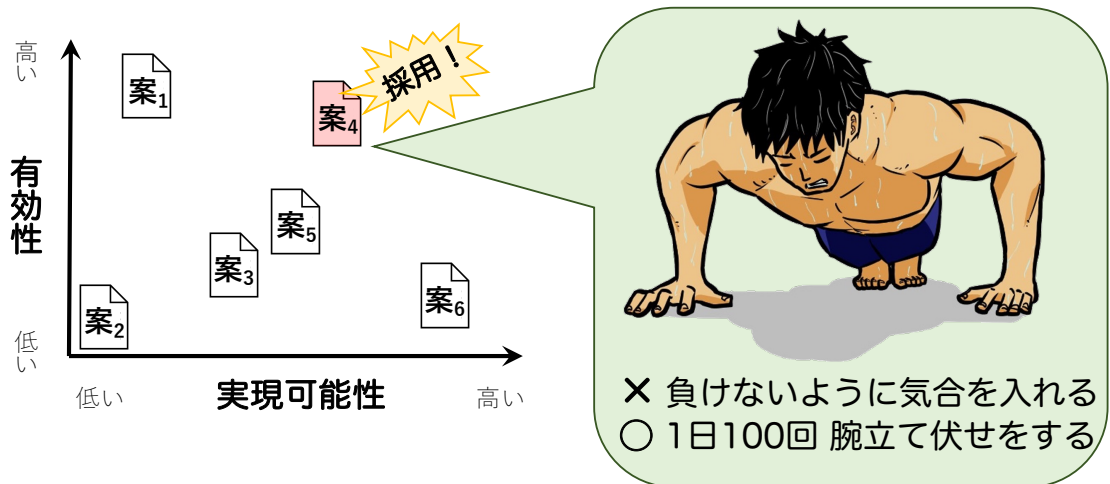 高い
有効性
低い
案1
案2
案3
案4
採用！
案5
案6
低い
実現可能性
高い
× 負けないように気合を入れる
○ 1日100回 腕立て伏せをする